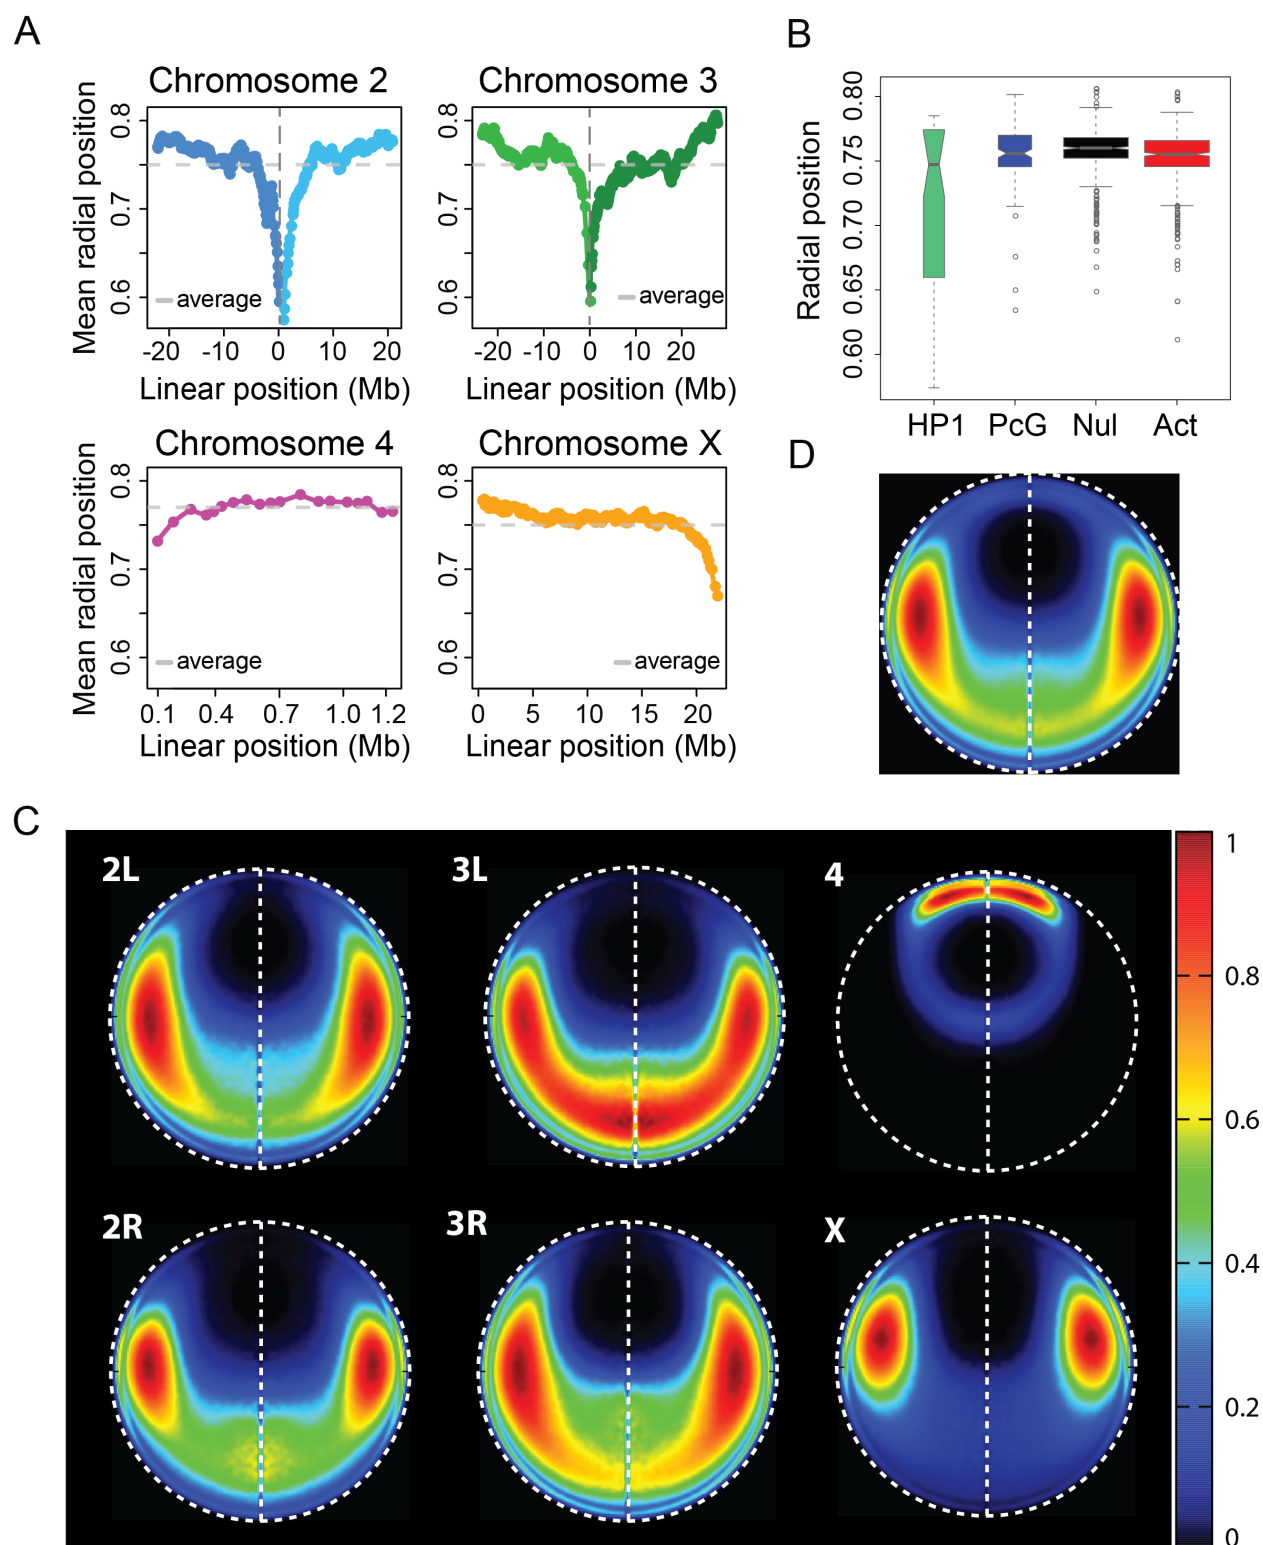 A
Chromosome 2
Mean radial position
0.8
0.7
0.6
average
-20 -10 0 10 20
Linear position (Mb)
Chromosome 3
0.8
0.7
0.6
average
-20 -10 0 10 20
Linear position (Mb)
Chromosome 4
Mean radial position
0.8
0.7
0.6
average
0.1 0.4 0.7 1.0 1.2
Linear position (Mb)
Chromosome X
0.8
0.7
0.6
average
0 5 10 15 20
Linear position (Mb)
B
Radial position
0.80
0.75
0.70
0.65
0.60
HP1 PcG Nul Act
D
C
2L
3L
4
2R
3R
X
1
0.8
0.6
0.4
0.2
0